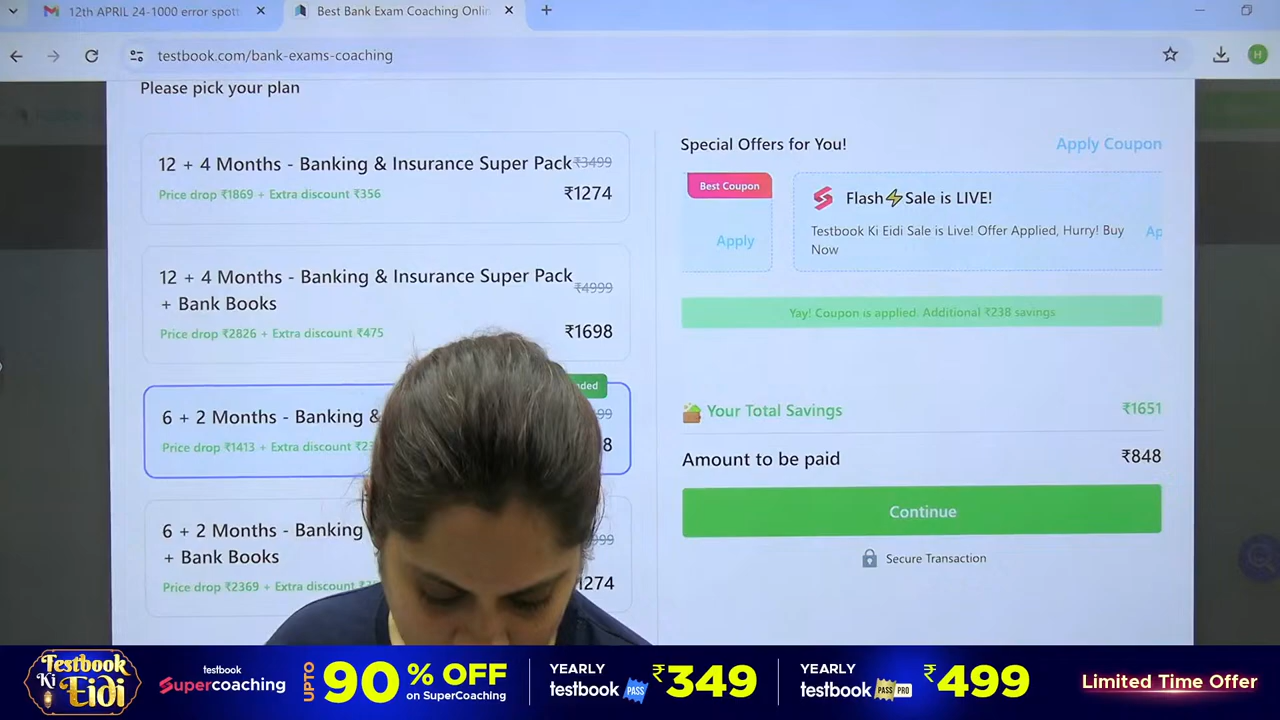 12th APRIL 24-1000 error spott
Best Bank Exam Coaching Onlin
testbook.com/bank-exams-coaching
H
Please pick your plan
12 + 4 Months - Banking & Insurance Super Pack ₹3499
Price drop ₹1869 + Extra discount ₹356 ₹1274
12 + 4 Months - Banking & Insurance Super Pack
+ Bank Books ₹4999
Price drop ₹2826 + Extra discount ₹475 ₹1698
6 + 2 Months - Banking &
Price drop ₹1413 + Extra discount
6 + 2 Months - Banking
+ Bank Books
Price drop ₹2369 + Extra discount
1274
Special Offers for You! Apply Coupon
Best Coupon
Apply
Flash⚡Sale is LIVE!
Testbook Ki Eidi Sale is Live! Offer Applied, Hurry! Buy
Now
Yay! Coupon is applied. Additional ₹238 savings
Your Total Savings ₹1651
Amount to be paid ₹848
Continue
Secure Transaction
Testbook
Ki Eidi
testbook
Supercoaching
UPTO 90% OFF
on SuperCoaching
YEARLY
testbook PASS
₹349
YEARLY
testbook PASS PRO
₹499
Limited Time Offer